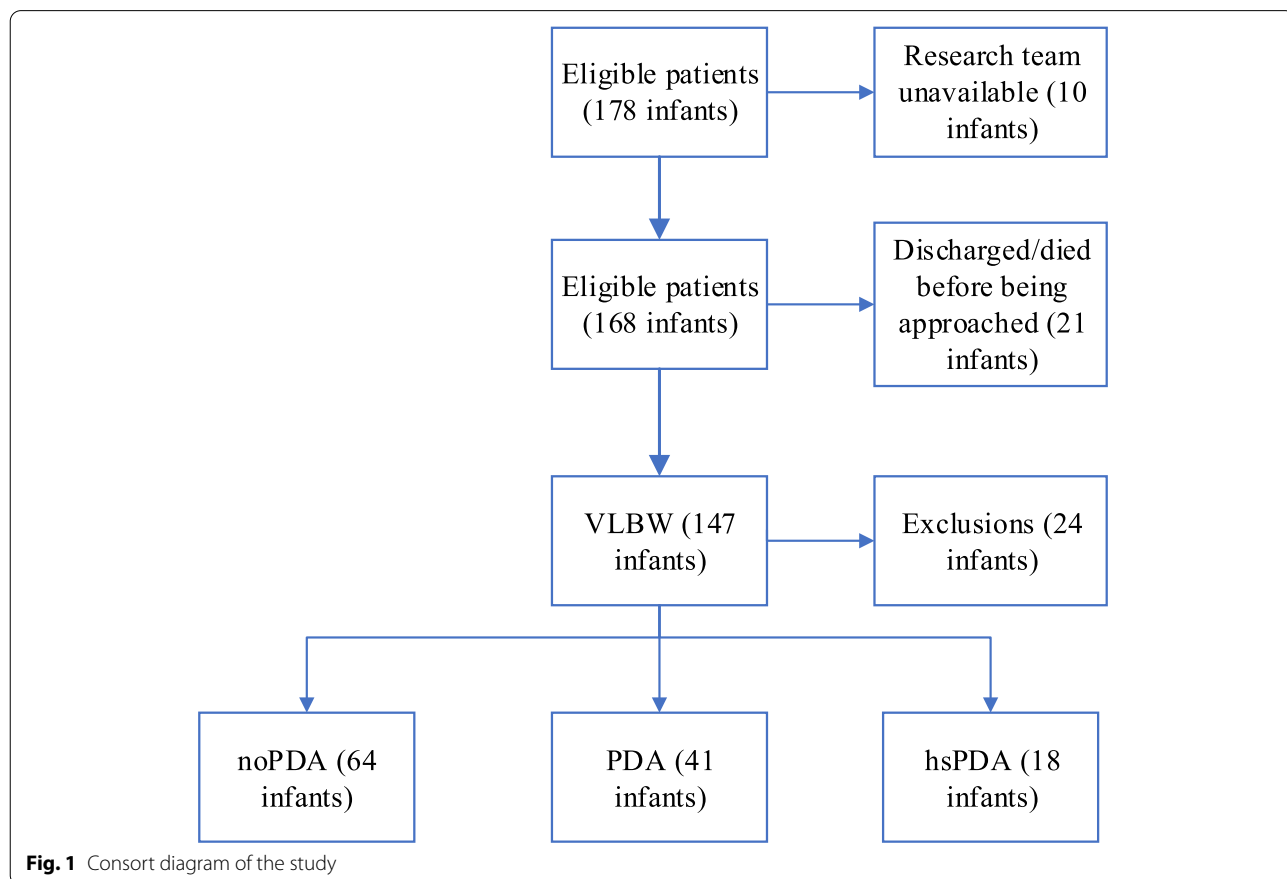 Eligible patients
(178 infants)
Research team
unavailable (10
infants)
Eligible patients
(168 infants)
Discharged/died
before being
approached (21
infants)
VLBW (147
infants)
Exclusions (24
infants)
noPDA (64
infants)
PDA (41
infants)
hsPDA (18
infants)
Fig. 1 Consort diagram of the study